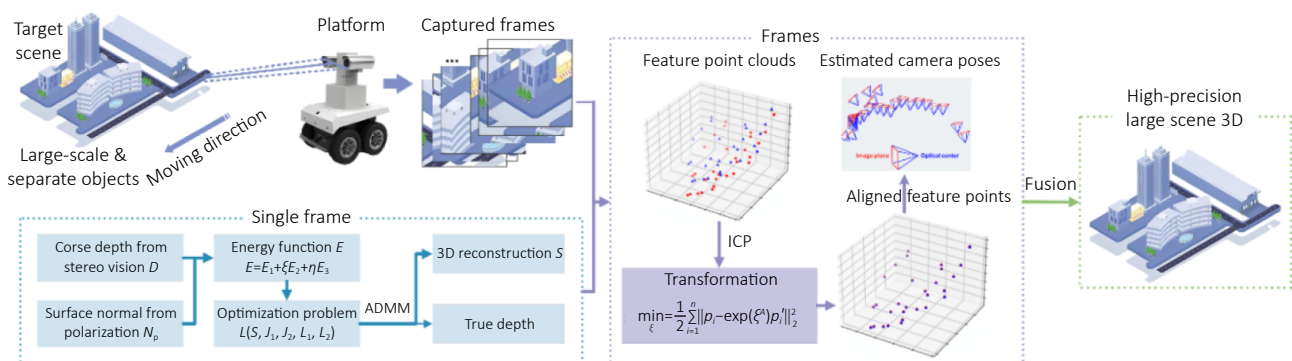 Target
scene
Platform
Captured frames
...
Moving direction
Large-scale &
separate objects
Single frame
Corse depth from
stereo vision D
Surface normal from
polarization Nₚ
Energy function E
E=E₁+ξE₂+ηE₃
Optimization problem
L(S, J₁, J₂, L₁, L₂)
ADMM
3D reconstruction S
True depth
Frames
Feature point clouds
Estimated camera poses
Image plane
Optical center
ICP
Transformation
min_ξ=1/2 ∑_{i=1}^{n}||pᵢ−exp(ξ^Λ)pᵢ′||₂²
Aligned feature points
Fusion
High-precision
large scene 3D